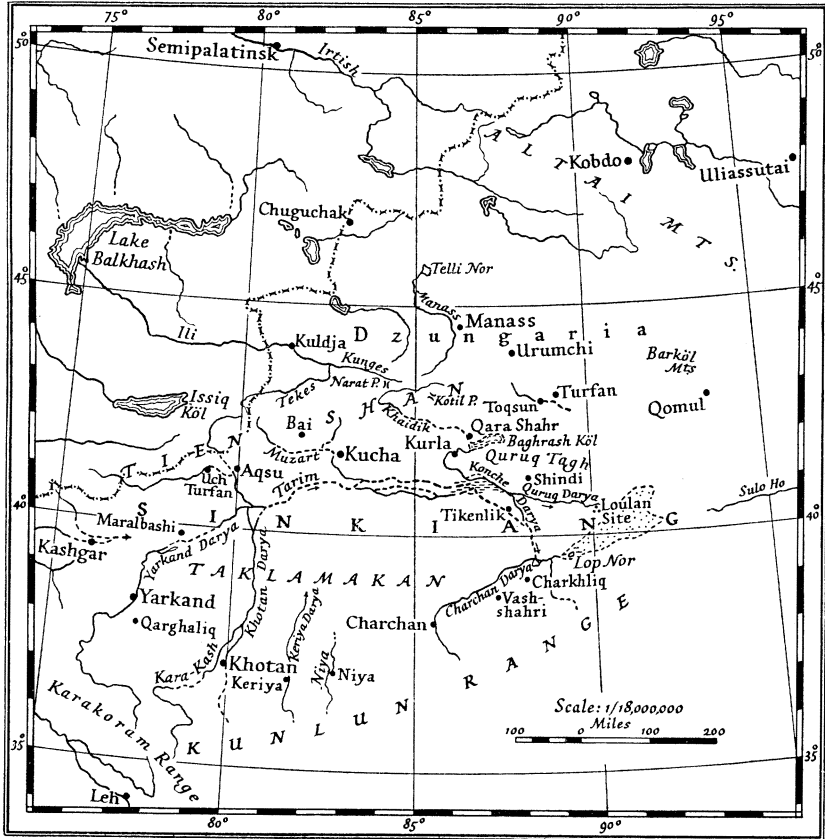 75° 80° 85° 90° 95°
50° 50°
Semipalatinsk
Irtish
ALTAI MTS.
Kobdo
Uliassutai
Chuguchak
Lake
Balkhash
Telli Nor
45° 45°
Manass
Manass
Ili
Kuldja
Dzungaria
Urumchi
Kunges
Barköl
Mts
Issiq
Köl
Tekes
Narat P.
Kötil P.
Turfan
Toqsun
Qomul
TIEN SHAN
Bai
Khaidik
Qara Shahr
Kurla
Baghrash Köl
Muzart
Kucha
Quruq Tagh
Uch
Turfan
Aqsu
Tarim
Konche
Darya
Shindi
Quruq Darya
40° 40°
SINKIANG
Maralbashi
Tikenlik
Loulan
Site
Sulo Ho
Kashgar
Yarkand Darya
Lop Nor
TAKLAMAKAN
Khotan Darya
Charchan Darya
Charkhliq
Yarkand
Keriya Darya
Vash-
shahri
Qarghaliq
Charchan
Kara Kash
Khotan
Niya
Keriya
Niya
Karakoram Range
KUNLUN RANGE
Scale: 1/18,000,000
Miles
100 0 100 200
35° 35°
Leh
80° 85° 90°